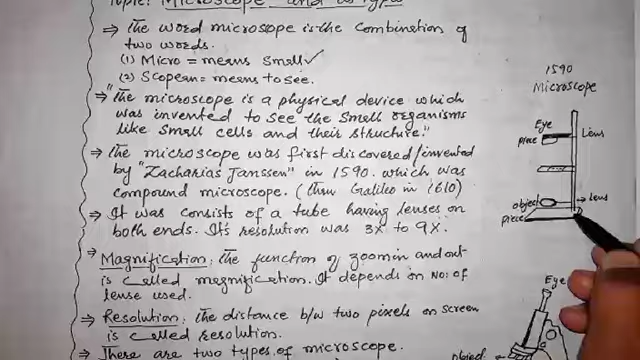 Topic: Microscope and its Types
⇒ The word microscope is the combination of
two words.
(1) Micro = means Small✓
(2) Scopean = means to see.
⇒ "The microscope is a physical device which
was invented to see the small organisms
like small cells and their structure."
⇒ The microscope was first discovered/invented
by "Zacharias Janssen" in 1590. which was
compound microscope. (then Galileo in 1610)
⇒ It was consists of a tube having lenses on
both ends. It's resolution was 3X to 9X.
⇒ Magnification: The function of zoomin and out
is called magnification. It depends on No: of
lense used.
⇒ Resolution: The distance b/w two pixels on screen
is called resolution.
⇒ There are two types of microscope.
1590
Microscope
Eye
piece
Lens
object
piece
→ Lens
Eye
object